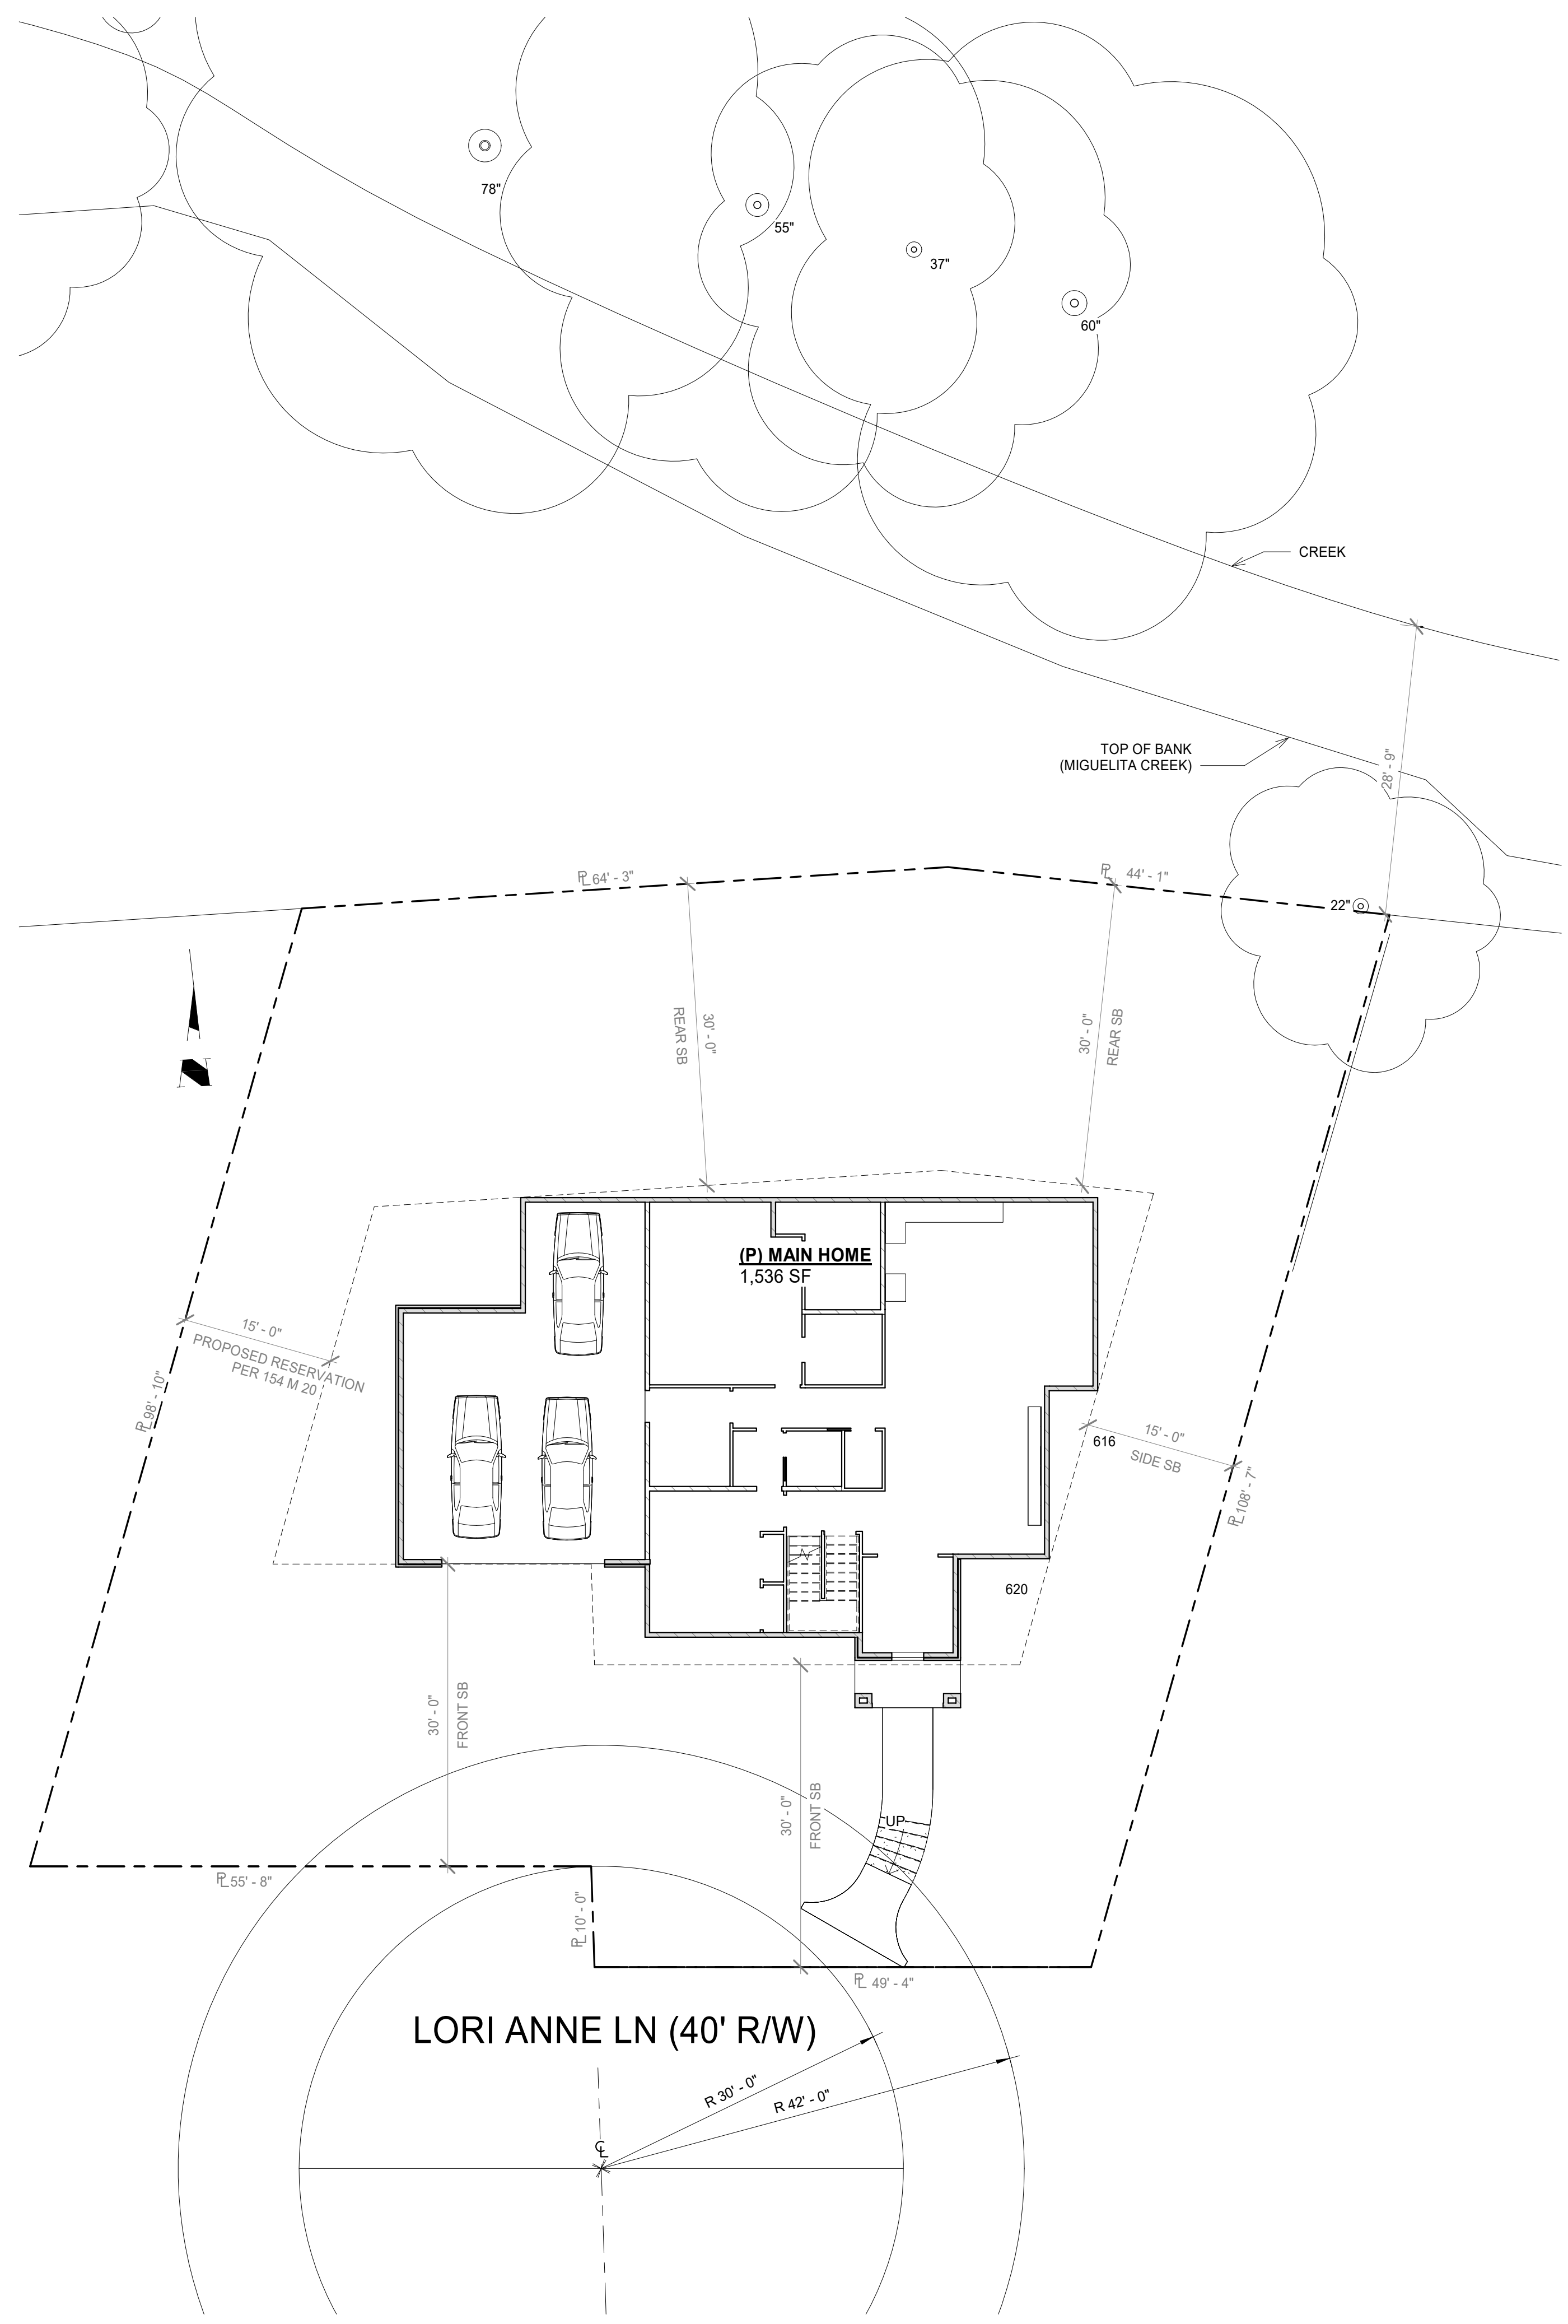 78"
55"
37"
60"
CREEK
TOP OF BANK
(MIGUELITA CREEK)
28' - 9"
PL 64' - 3"
PL 44' - 1"
22"
N
30' - 0"
REAR SB
30' - 0"
REAR SB
(P) MAIN HOME
1,536 SF
15' - 0"
PROPOSED RESERVATION
PER 154 M 20
PL 98' - 10"
616
15' - 0"
SIDE SB
PL 108' - 7"
620
30' - 0"
FRONT SB
30' - 0"
FRONT SB
UP
PL 55' - 8"
PL 10' - 0"
PL 49' - 4"
LORI ANNE LN (40' R/W)
R 30' - 0"
R 42' - 0"
CL